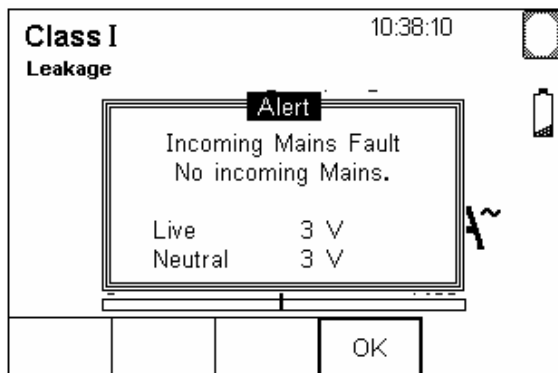 Class I
10:38:10
Leakage
Alert
Incoming Mains Fault
No incoming Mains.
Live 3 V
Neutral 3 V
OK